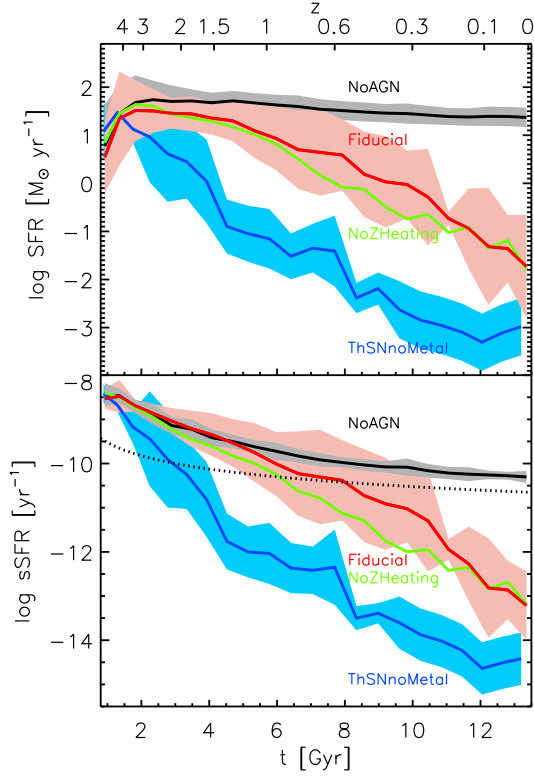 z
4 3 2 1.5 1 0.6 0.3 0.1 0
2
1
0
−1
−2
−3
log SFR [M⊙ yr⁻¹]
NoAGN
Fiducial
NoZHeating
ThSNnoMetal
−8
−10
−12
−14
log sSFR [yr⁻¹]
NoAGN
Fiducial
NoZHeating
ThSNnoMetal
2 4 6 8 10 12
t [Gyr]